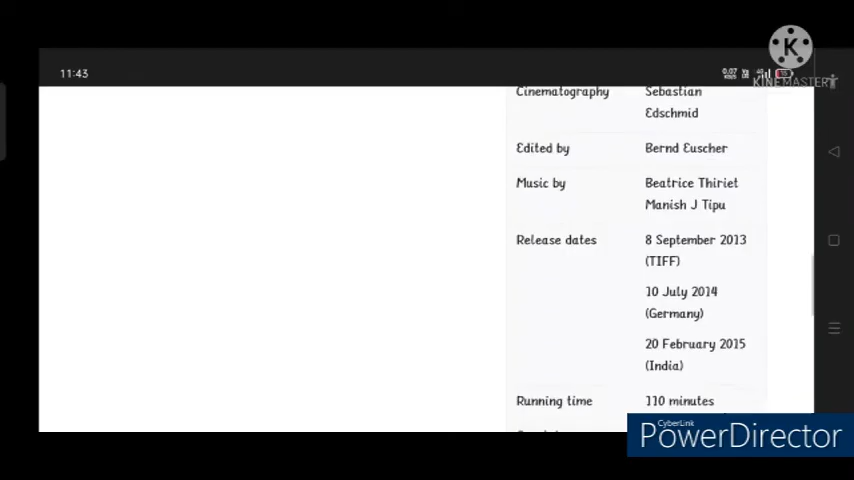 11:43
K
KINEMASTER
Cinematography Sebastian
Edschmid
Edited by Bernd Euscher
Music by Beatrice Thiriet
Manish J Tipu
Release dates 8 September 2013
(TIFF)
10 July 2014
(Germany)
20 February 2015
(India)
Running time 110 minutes
CyberLink
PowerDirector